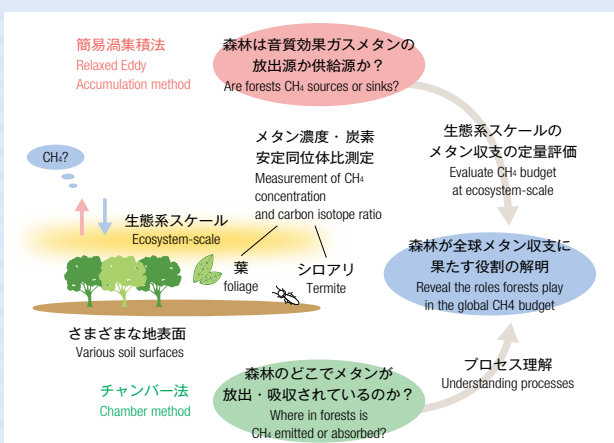 簡易渦集積法
Relaxed Eddy
Accumulation method
森林は音質効果ガスメタンの
放出源か供給源か？
Are forests CH₄ sources or sinks?
CH₄?
メタン濃度・炭素
安定同位体比測定
Measurement of CH₄
concentration
and carbon isotope ratio
生態系スケールの
メタン収支の定量評価
Evaluate CH₄ budget
at ecosystem-scale
生態系スケール
Ecosystem-scale
葉
foliage
シロアリ
Termite
森林が全球メタン収支に
果たす役割の解明
Reveal the roles forests play
in the global CH4 budget
さまざまな地表面
Various soil surfaces
プロセス理解
Understanding processes
チャンバー法
Chamber method
森林のどこでメタンが
放出・吸収されているのか？
Where in forests is
CH₄ emitted or absorbed?